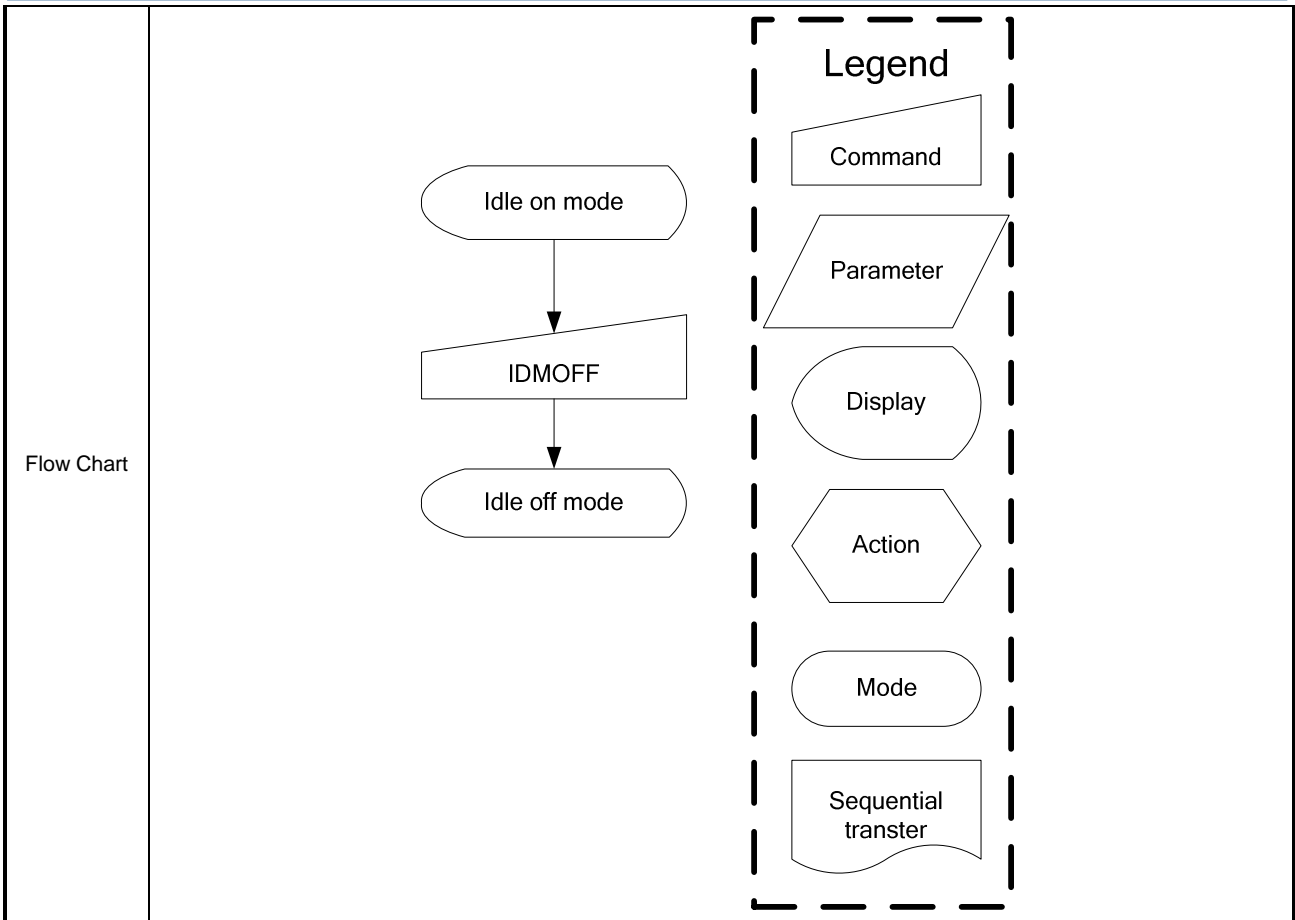 Flow Chart
Idle on mode
IDMOFF
Idle off mode
Legend
Command
Parameter
Display
Action
Mode
Sequential
transter